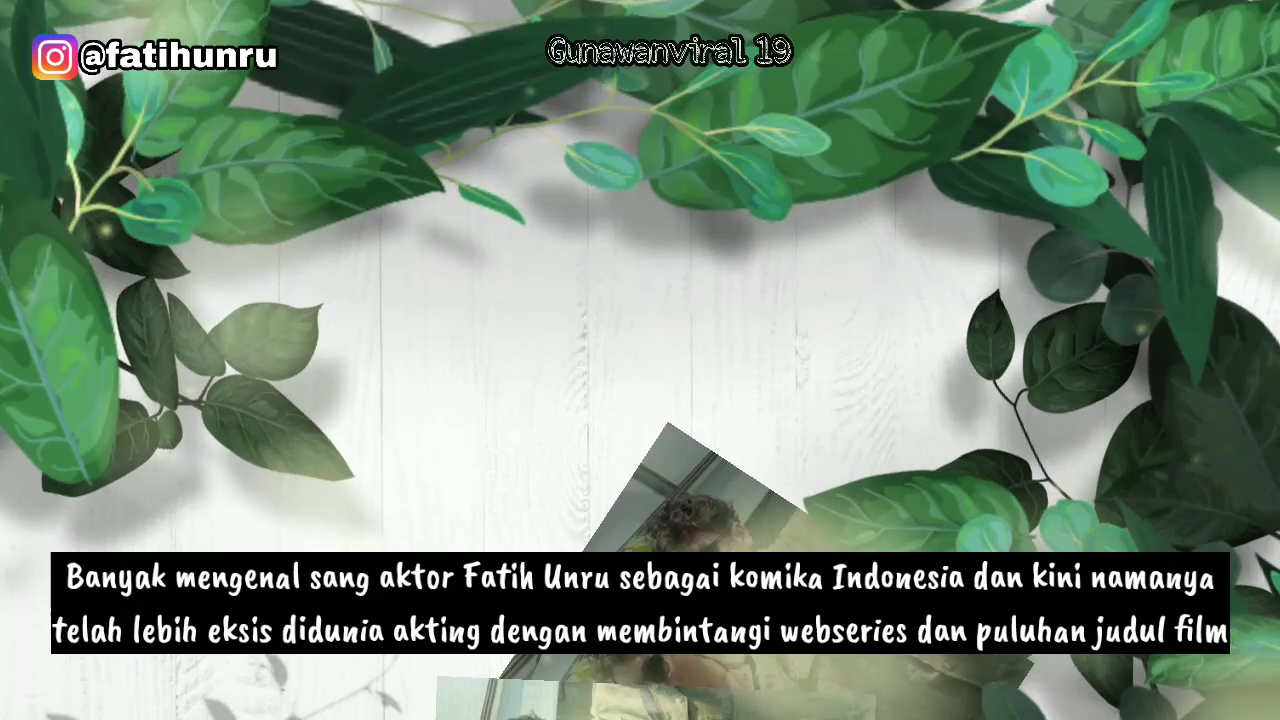 @fatihunru
Gunawanviral 19
Banyak mengenal sang aktor Fatih Unru sebagai komika Indonesia dan kini namanya
telah lebih eksis didunia akting dengan membintangi webseries dan puluhan judul film